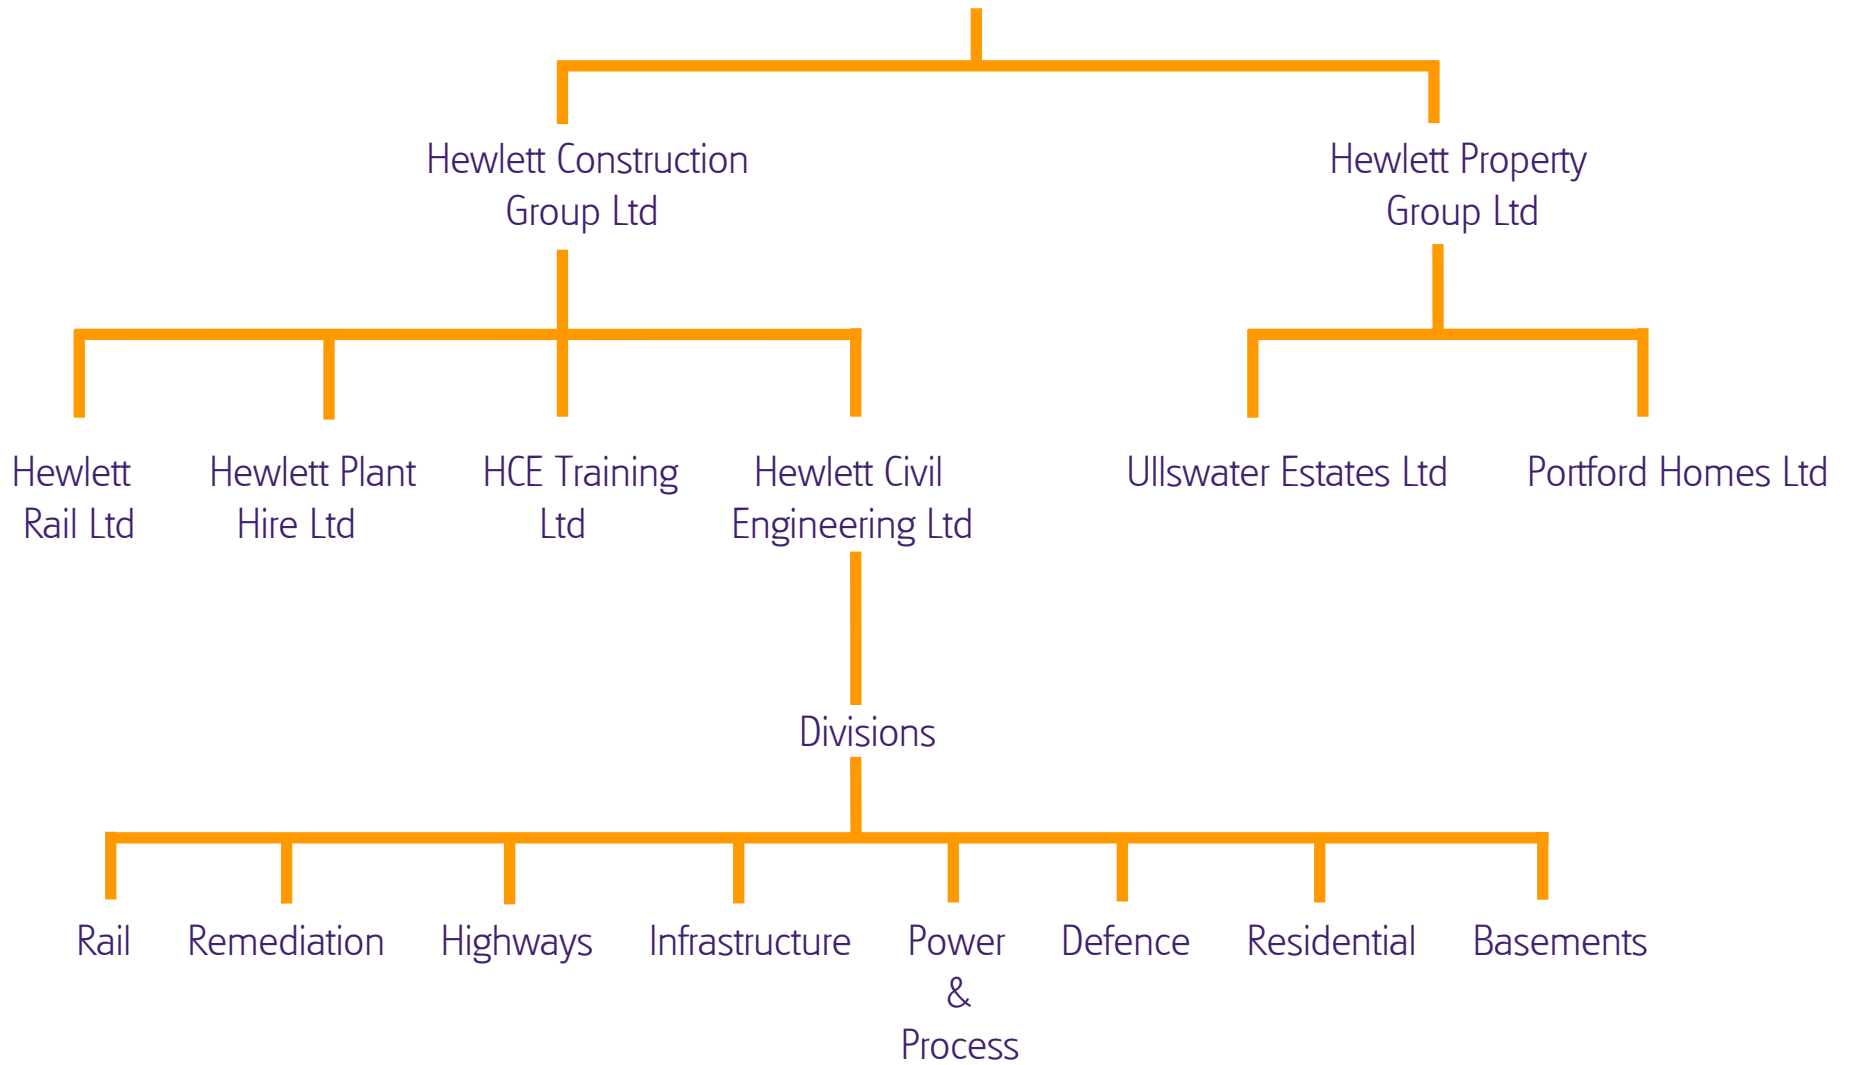 Hewlett Construction
Group Ltd
Hewlett Property
Group Ltd
Hewlett
Rail Ltd
Hewlett Plant
Hire Ltd
HCE Training
Ltd
Hewlett Civil
Engineering Ltd
Ullswater Estates Ltd
Portford Homes Ltd
Divisions
Rail
Remediation
Highways
Infrastructure
Power
&
Process
Defence
Residential
Basements